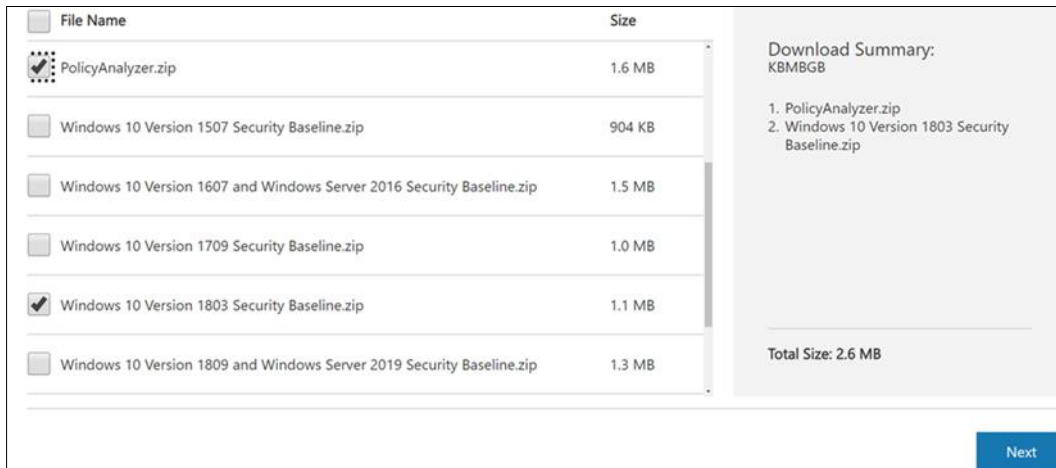 File Name Size
PolicyAnalyzer.zip 1.6 MB
Windows 10 Version 1507 Security Baseline.zip 904 KB
Windows 10 Version 1607 and Windows Server 2016 Security Baseline.zip 1.5 MB
Windows 10 Version 1709 Security Baseline.zip 1.0 MB
Windows 10 Version 1803 Security Baseline.zip 1.1 MB
Windows 10 Version 1809 and Windows Server 2019 Security Baseline.zip 1.3 MB
Download Summary:
KBMBGB
1. PolicyAnalyzer.zip
2. Windows 10 Version 1803 Security
Baseline.zip
Total Size: 2.6 MB
Next